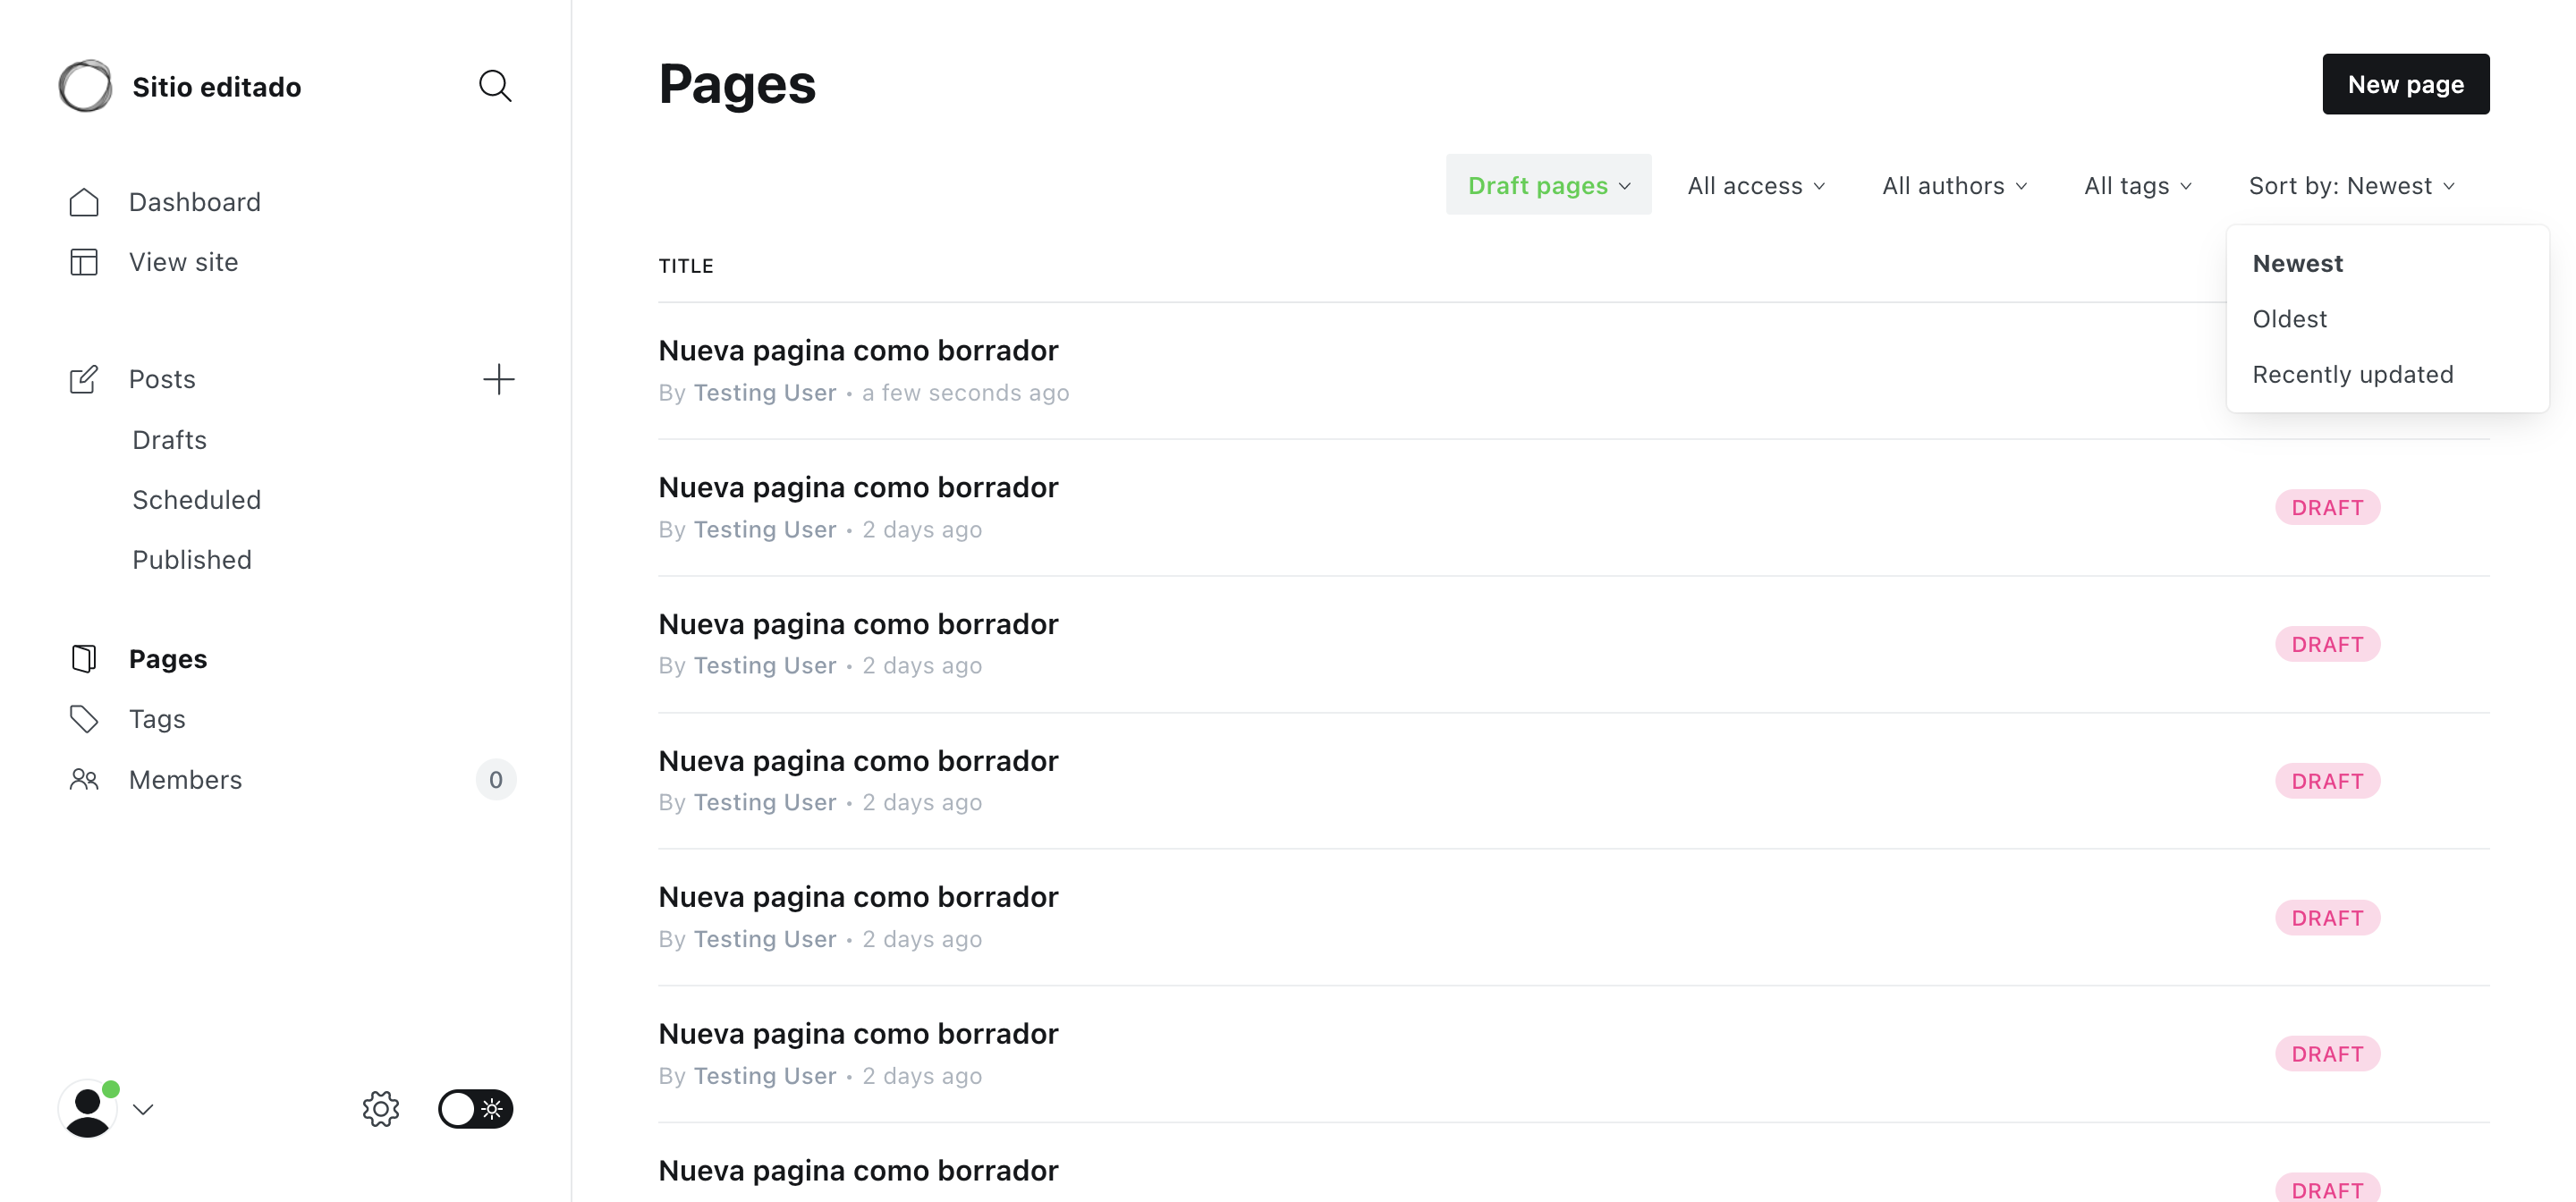 Sitio editado
Dashboard
View site
Posts
Drafts
Scheduled
Published
Pages
Tags
Members
0
Pages
New page
Draft pages
All access
All authors
All tags
Sort by: Newest
Newest
Oldest
Recently updated
TITLE
Nueva pagina como borrador
By Testing User • a few seconds ago
Nueva pagina como borrador
By Testing User • 2 days ago
DRAFT
Nueva pagina como borrador
By Testing User • 2 days ago
DRAFT
Nueva pagina como borrador
By Testing User • 2 days ago
DRAFT
Nueva pagina como borrador
By Testing User • 2 days ago
DRAFT
Nueva pagina como borrador
By Testing User • 2 days ago
DRAFT
Nueva pagina como borrador
DRAFT